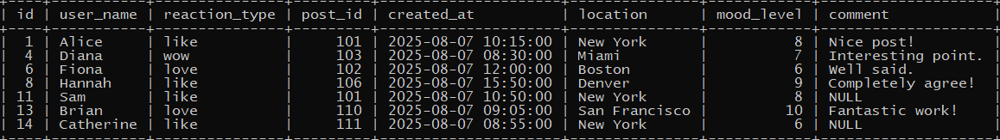 +----+-----------+---------------+---------+---------------------+---------------+------------+--------------------+
| id | user_name | reaction_type | post_id | created_at          | location      | mood_level | comment            |
+----+-----------+---------------+---------+---------------------+---------------+------------+--------------------+
|  1 | Alice     | like          |     101 | 2025-08-07 10:15:00 | New York      |          8 | Nice post!         |
|  4 | Diana     | wow           |     103 | 2025-08-07 08:30:00 | Miami         |          7 | Interesting point. |
|  6 | Fiona     | love          |     102 | 2025-08-07 12:00:00 | Boston        |          6 | Well said.         |
|  8 | Hannah    | like          |     106 | 2025-08-07 15:50:00 | Denver        |          9 | Completely agree!  |
| 11 | Sam       | like          |     101 | 2025-08-07 10:50:00 | New York      |          8 | NULL               |
| 13 | Brian     | love          |     110 | 2025-08-07 09:05:00 | San Francisco |         10 | Fantastic work!    |
| 14 | Catherine | like          |     111 | 2025-08-07 08:55:00 | New York      |          6 | NULL               |
+----+-----------+---------------+---------+---------------------+---------------+------------+--------------------+